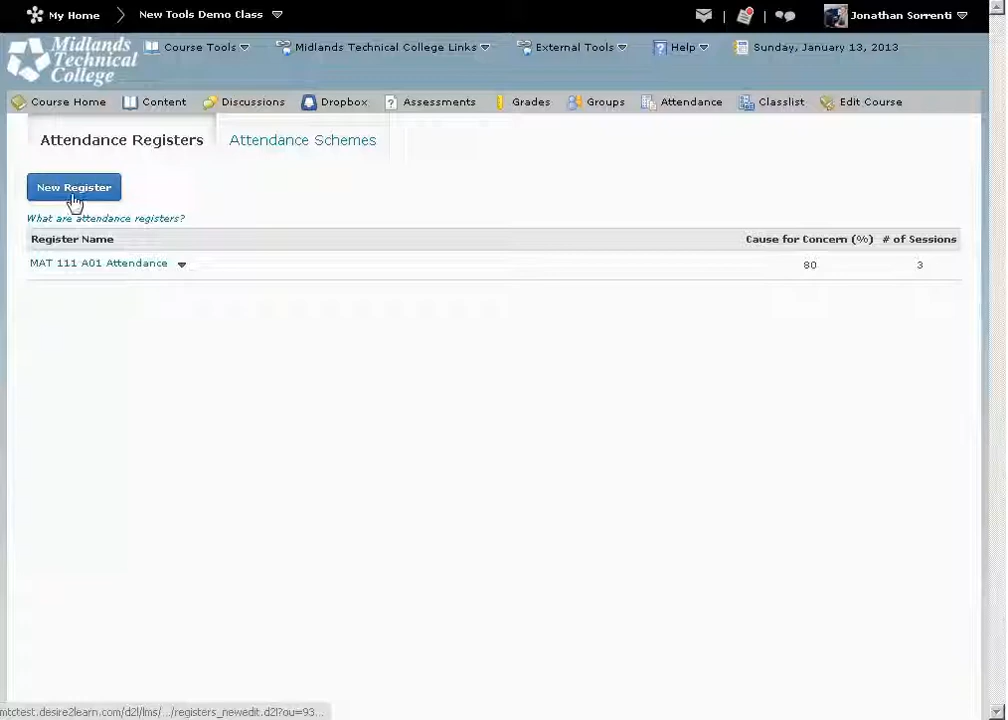 My Home New Tools Demo Class Jonathan Sorrenti
Midlands Technical College
Course Tools Midlands Technical College Links External Tools Help Sunday, January 13, 2013
Course Home Content Discussions Dropbox Assessments Grades Groups Attendance Classlist Edit Course
Attendance Registers Attendance Schemes
New Register
What are attendance registers?
Register Name Cause for Concern (%) # of Sessions
MAT 111 A01 Attendance 80 3
mtctest.desire2learn.com/d2l/lms/.../registers_newedit.d2l?ou=93...